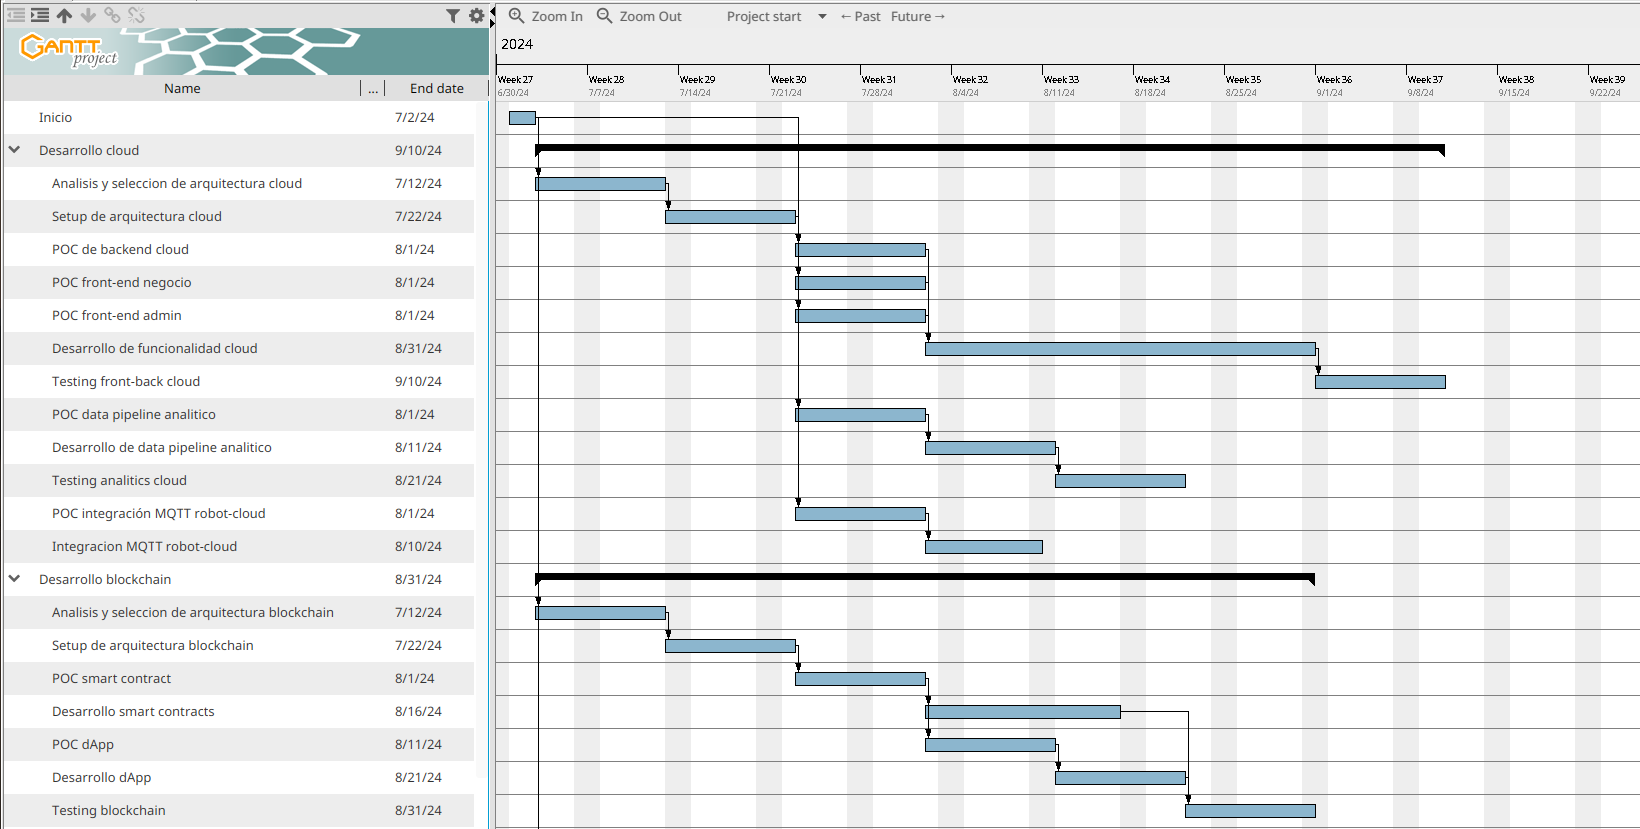 Zoom In Zoom Out Project start ← Past Future →
GANTT project
2024
Name ... End date
Week 27 Week 28 Week 29 Week 30 Week 31 Week 32 Week 33 Week 34 Week 35 Week 36 Week 37 Week 38 Week 39
6/30/24 7/7/24 7/14/24 7/21/24 7/28/24 8/4/24 8/11/24 8/18/24 8/25/24 9/1/24 9/8/24 9/15/24 9/22/24
Inicio 7/2/24
Desarrollo cloud 9/10/24
Analisis y seleccion de arquitectura cloud 7/12/24
Setup de arquitectura cloud 7/22/24
POC de backend cloud 8/1/24
POC front-end negocio 8/1/24
POC front-end admin 8/1/24
Desarrollo de funcionalidad cloud 8/31/24
Testing front-back cloud 9/10/24
POC data pipeline analitico 8/1/24
Desarrollo de data pipeline analitico 8/11/24
Testing analitics cloud 8/21/24
POC integración MQTT robot-cloud 8/1/24
Integracion MQTT robot-cloud 8/10/24
Desarrollo blockchain 8/31/24
Analisis y seleccion de arquitectura blockchain 7/12/24
Setup de arquitectura blockchain 7/22/24
POC smart contract 8/1/24
Desarrollo smart contracts 8/16/24
POC dApp 8/11/24
Desarrollo dApp 8/21/24
Testing blockchain 8/31/24